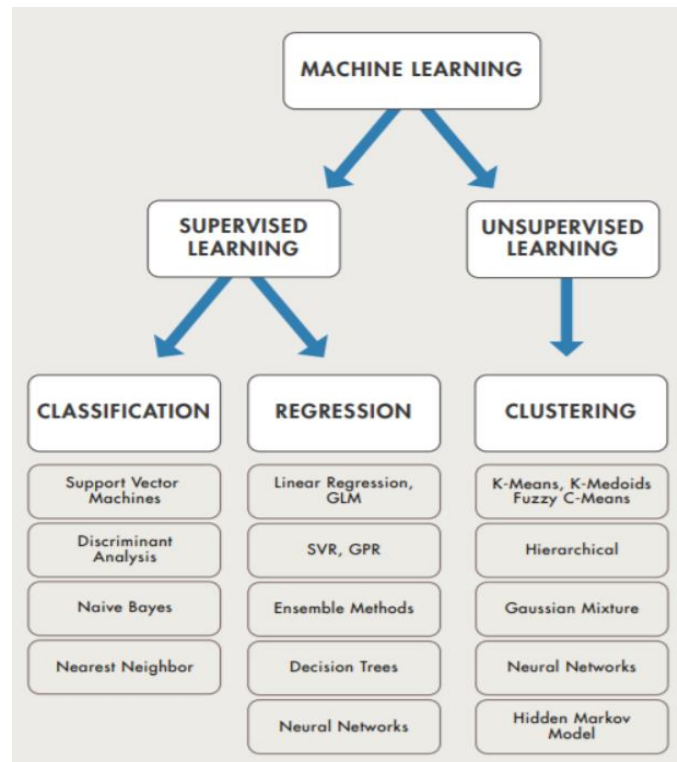 MACHINE LEARNING
SUPERVISED
LEARNING
UNSUPERVISED
LEARNING
CLASSIFICATION
REGRESSION
CLUSTERING
Support Vector
Machines
Linear Regression,
GLM
K-Means, K-Medoids
Fuzzy C-Means
Discriminant
Analysis
SVR, GPR
Hierarchical
Naive Bayes
Ensemble Methods
Gaussian Mixture
Nearest Neighbor
Decision Trees
Neural Networks
Neural Networks
Hidden Markov
Model